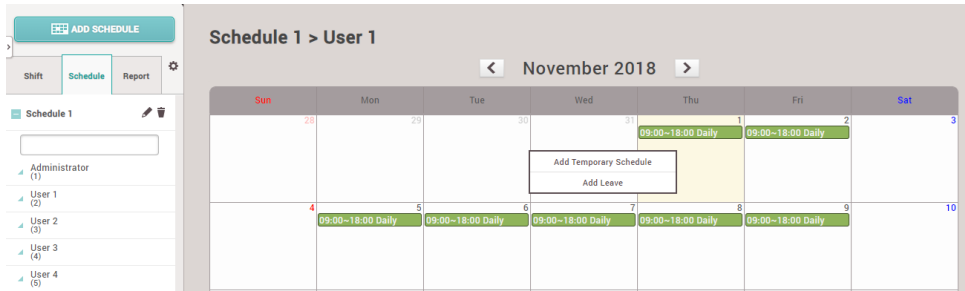 ADD SCHEDULE
Shift Schedule Report
Schedule 1
Administrator
(1)
User 1
(2)
User 2
(3)
User 3
(4)
User 4
(5)
Schedule 1 > User 1
November 2018
Sun Mon Tue Wed Thu Fri Sat
28 29 30 31 1 2 3
09:00~18:00 Daily 09:00~18:00 Daily
Add Temporary Schedule
Add Leave
4 5 6 7 8 9 10
09:00~18:00 Daily 09:00~18:00 Daily 09:00~18:00 Daily 09:00~18:00 Daily 09:00~18:00 Daily